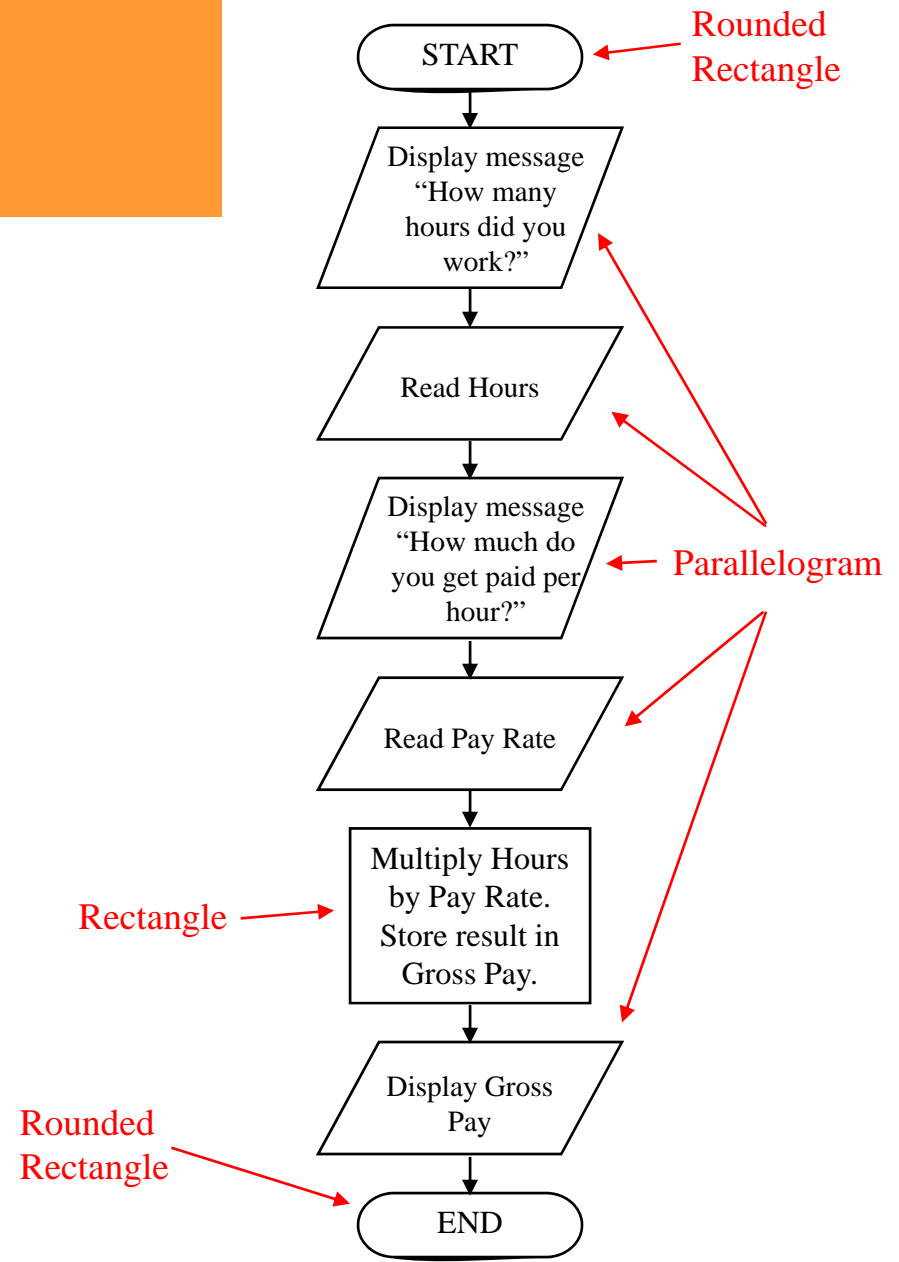 START
Rounded
Rectangle
Display message
“How many
hours did you
work?”
Read Hours
Display message
“How much do
you get paid per
hour?”
Parallelogram
Read Pay Rate
Multiply Hours
by Pay Rate.
Store result in
Gross Pay.
Rectangle
Display Gross
Pay
Rounded
Rectangle
END